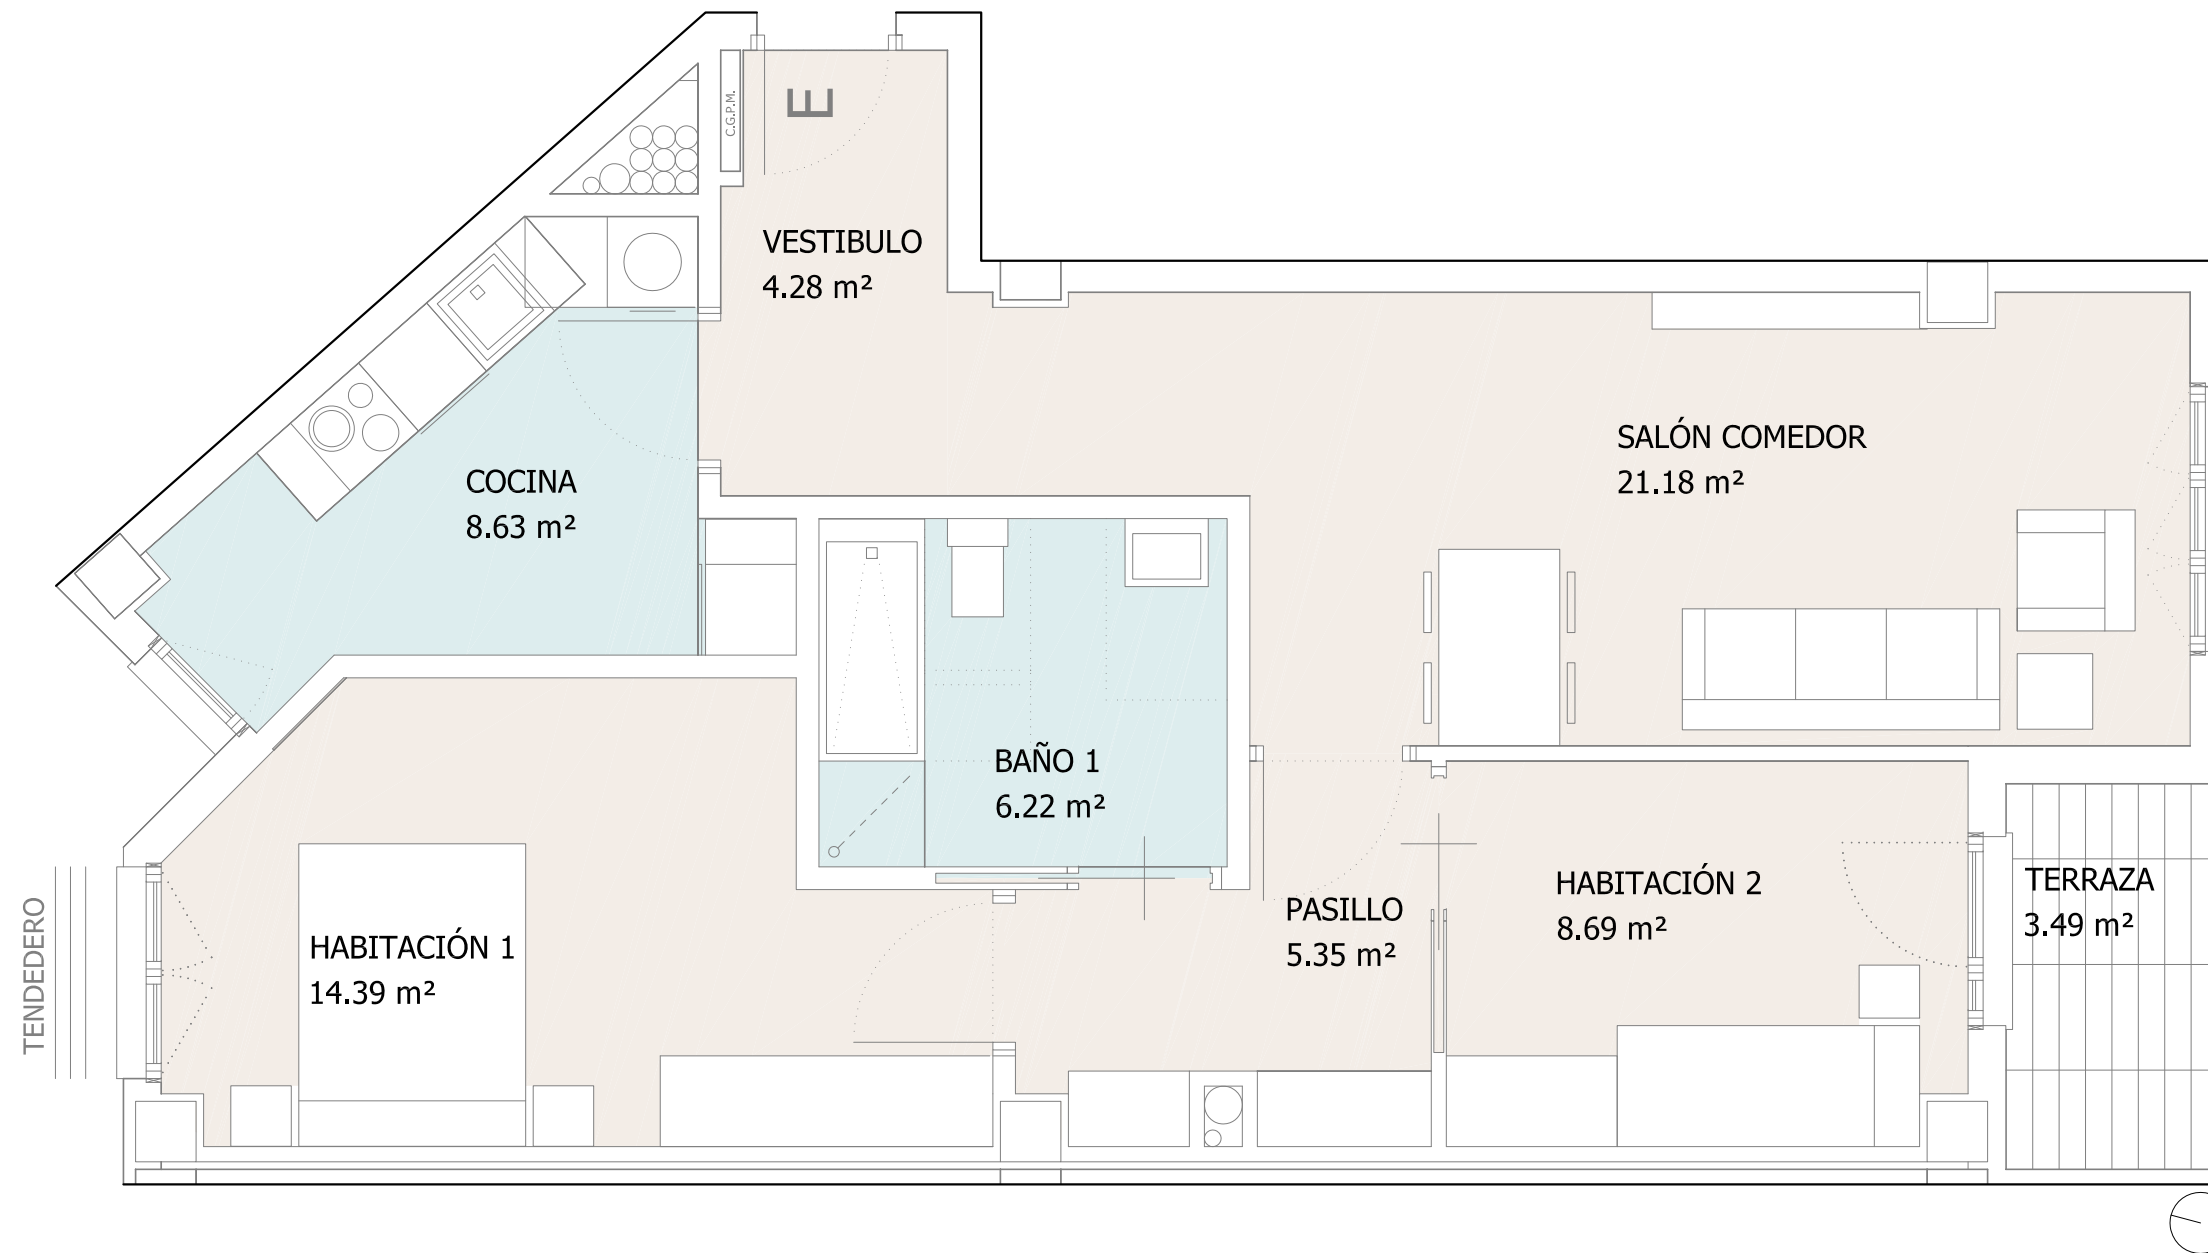 C.G.P.M.
E
VESTIBULO
4.28 m²
SALÓN COMEDOR
21.18 m²
COCINA
8.63 m²
BAÑO 1
6.22 m²
HABITACIÓN 2
8.69 m²
TERRAZA
3.49 m²
PASILLO
5.35 m²
HABITACIÓN 1
14.39 m²
TENDEDERO